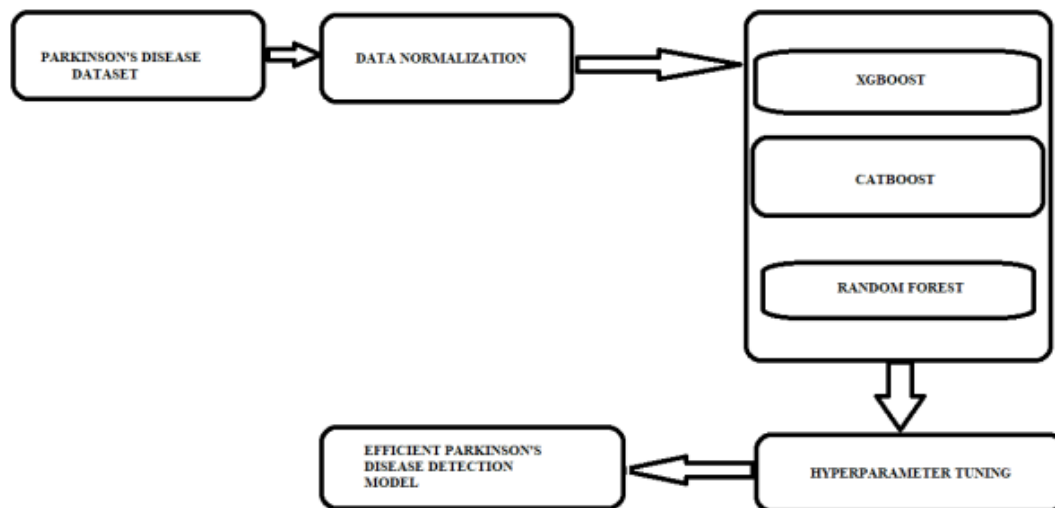 PARKINSON'S DISEASE
DATASET
DATA NORMALIZATION
XGBOOST
CATBOOST
RANDOM FOREST
HYPERPARAMETER TUNING
EFFICIENT PARKINSON'S
DISEASE DETECTION
MODEL